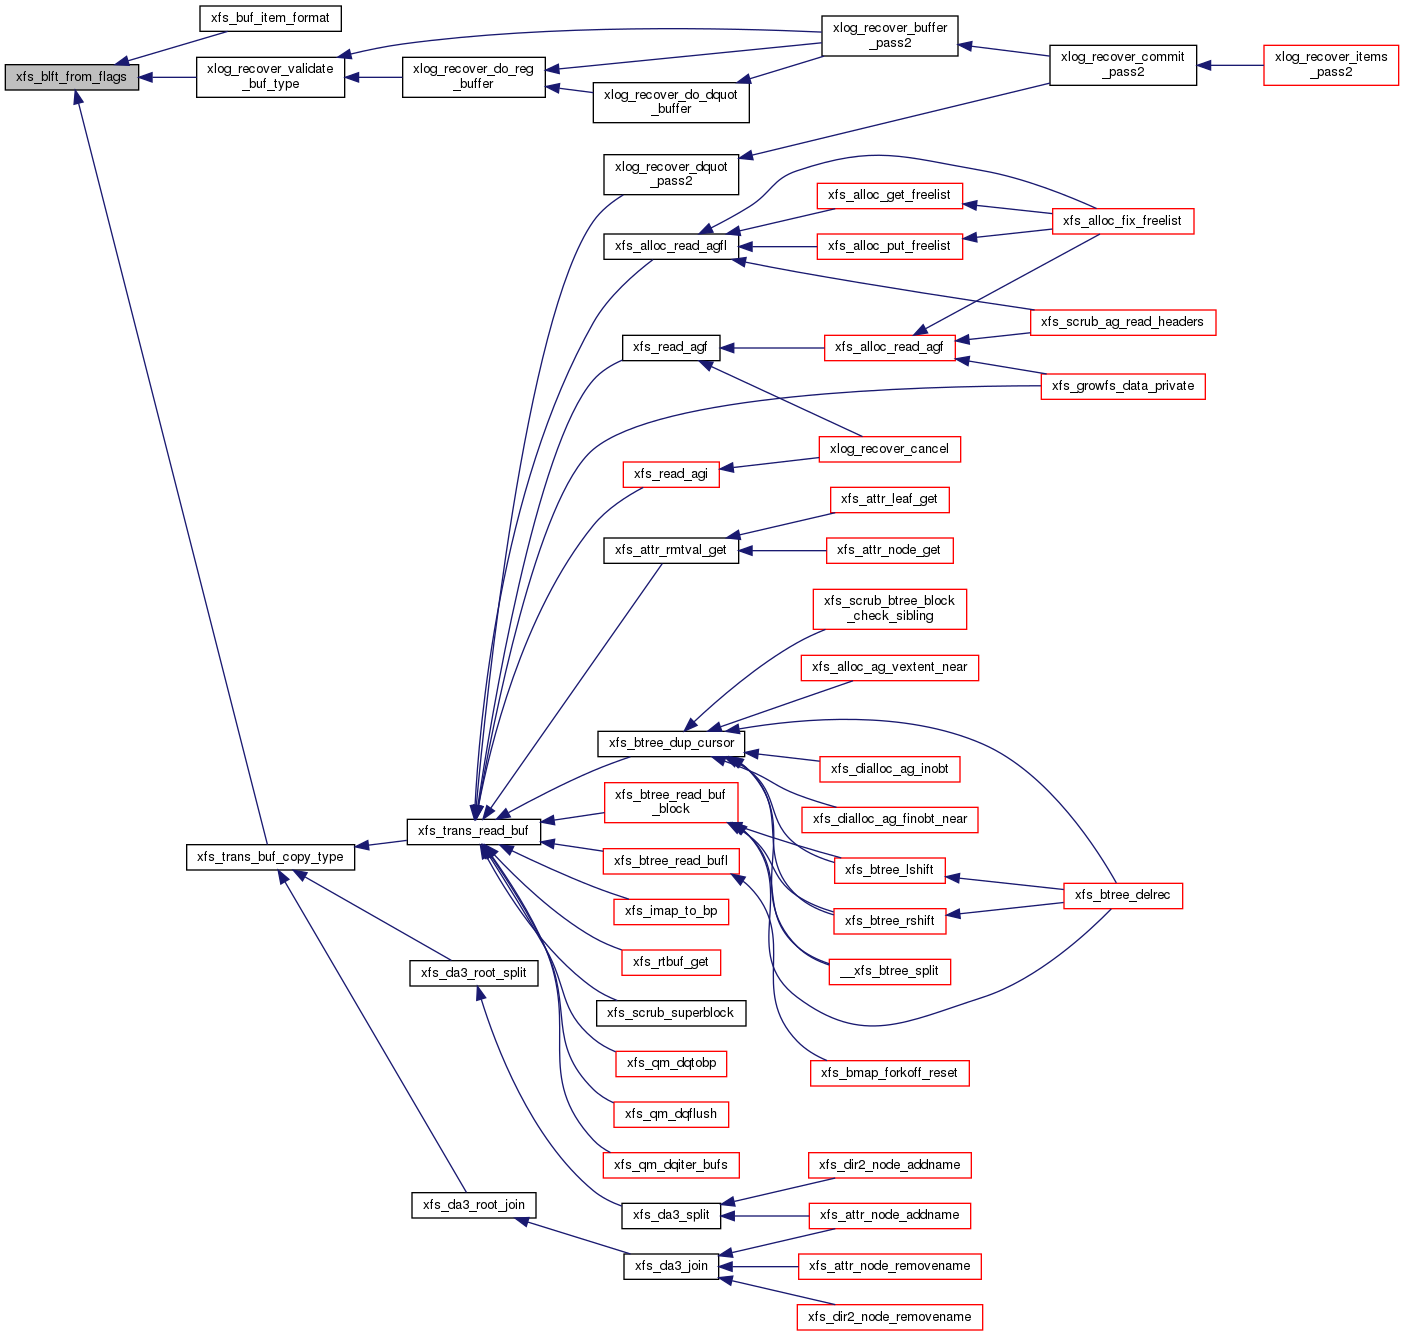 xfs_buf_item_format
xfs_blft_from_flags
xlog_recover_validate
_buf_type
xlog_recover_do_reg
_buffer
xlog_recover_do_dquot
_buffer
xlog_recover_buffer
_pass2
xlog_recover_commit
_pass2
xlog_recover_items
_pass2
xlog_recover_dquot
_pass2
xfs_alloc_read_agfl
xfs_alloc_get_freelist
xfs_alloc_put_freelist
xfs_alloc_fix_freelist
xfs_scrub_ag_read_headers
xfs_read_agf
xfs_alloc_read_agf
xfs_growfs_data_private
xlog_recover_cancel
xfs_read_agi
xfs_attr_leaf_get
xfs_attr_rmtval_get
xfs_attr_node_get
xfs_scrub_btree_block
_check_sibling
xfs_alloc_ag_vextent_near
xfs_btree_dup_cursor
xfs_dialloc_ag_inobt
xfs_btree_read_buf
_block
xfs_dialloc_ag_finobt_near
xfs_trans_read_buf
xfs_trans_buf_copy_type
xfs_btree_read_bufl
xfs_btree_lshift
xfs_btree_delrec
xfs_imap_to_bp
xfs_btree_rshift
xfs_rtbuf_get
__xfs_btree_split
xfs_da3_root_split
xfs_scrub_superblock
xfs_qm_dqtobp
xfs_bmap_forkoff_reset
xfs_qm_dqflush
xfs_qm_dqiter_bufs
xfs_dir2_node_addname
xfs_da3_root_join
xfs_da3_split
xfs_attr_node_addname
xfs_da3_join
xfs_attr_node_removename
xfs_dir2_node_removename